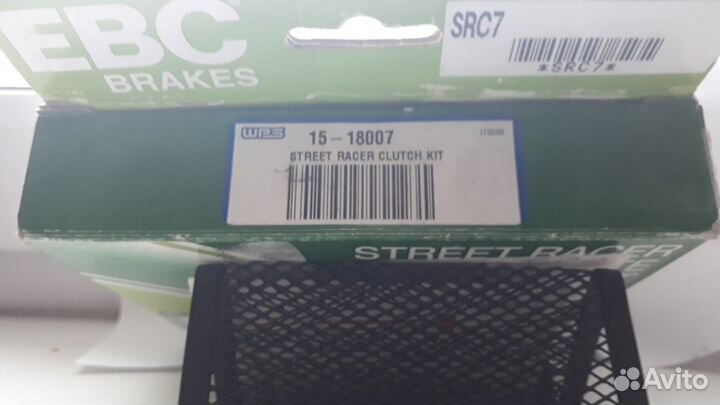 EBC
BRAKES
SRC7
*SRC7*
WPS 15-18007
STREET RACER CLUTCH KIT
STREET RACER
Avito